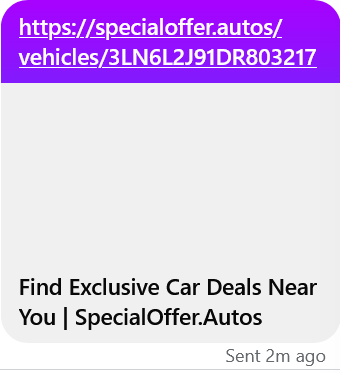 https://specialoffer.autos/
vehicles/3LN6L2J91DR803217
Find Exclusive Car Deals Near
You | SpecialOffer.Autos
Sent 2m ago